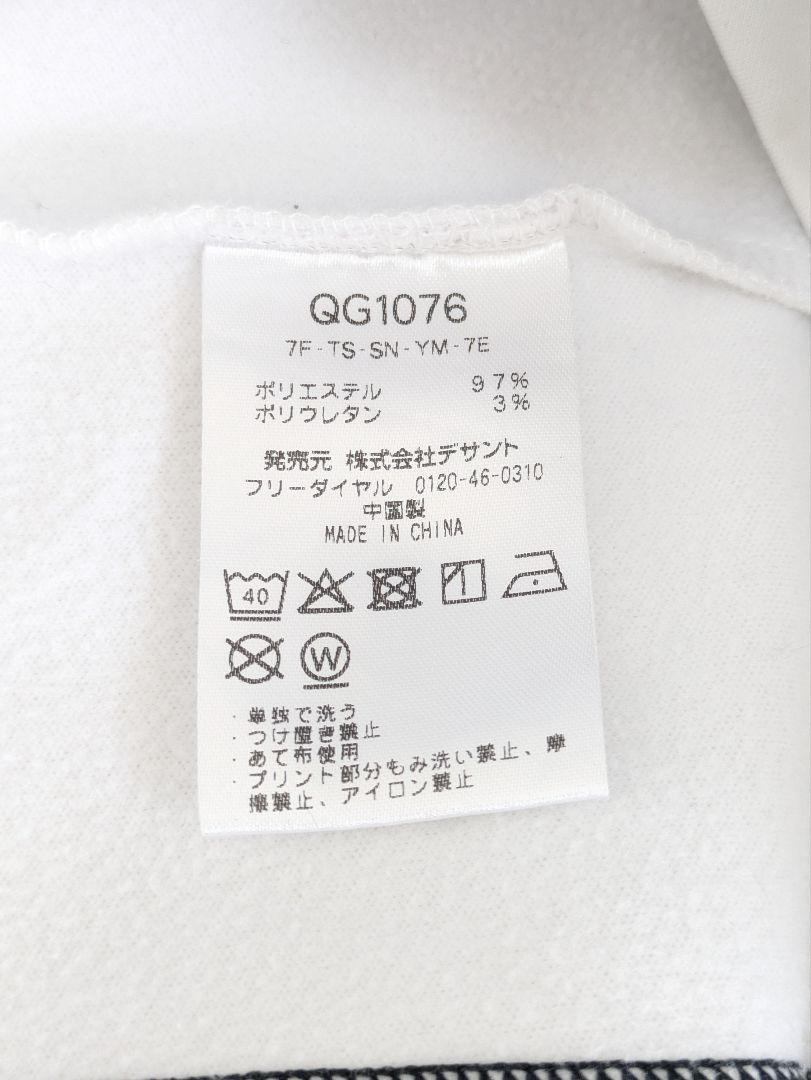 QG1076
7F-TS-SN-YM-7E
ポリエステル 97%
ポリウレタン 3%
発売元 株式会社デサント
フリーダイヤル 0120-46-0310
中国製
MADE IN CHINA
40
W
・単独で洗う
・つけ置き禁止
・あて布使用
・プリント部分もみ洗い禁止、摩
擦禁止、アイロン禁止